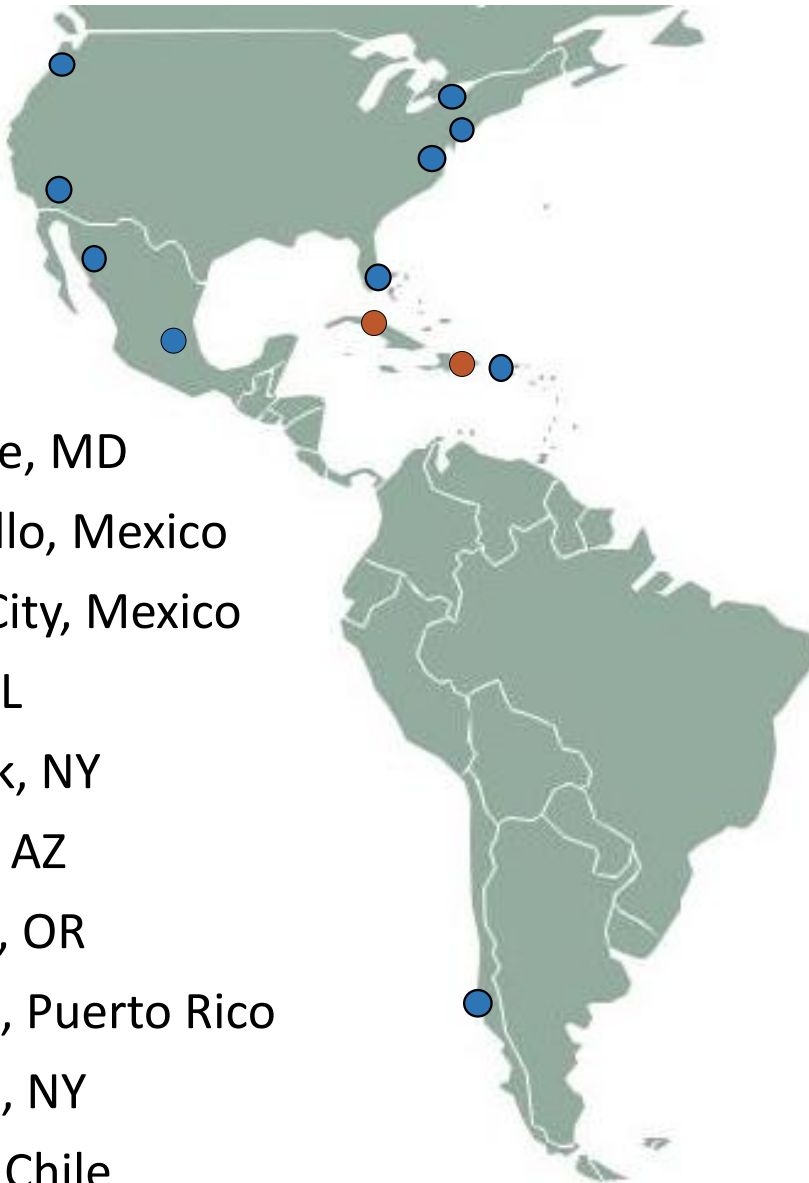 e, MD
llo, Mexico
City, Mexico
L
k, NY
AZ
, OR
, Puerto Rico
, NY
Chile